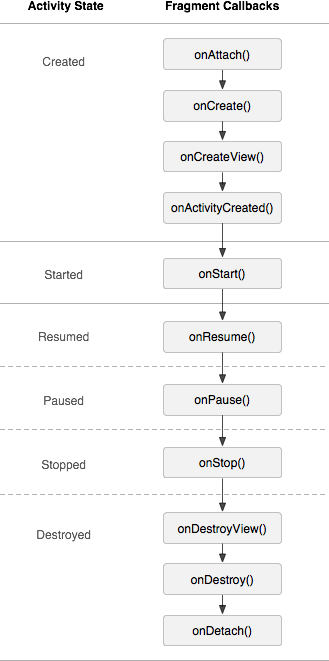 Activity State Fragment Callbacks
Created onAttach()
onCreate()
onCreateView()
onActivityCreated()
Started onStart()
Resumed onResume()
Paused onPause()
Stopped onStop()
Destroyed onDestroyView()
onDestroy()
onDetach()